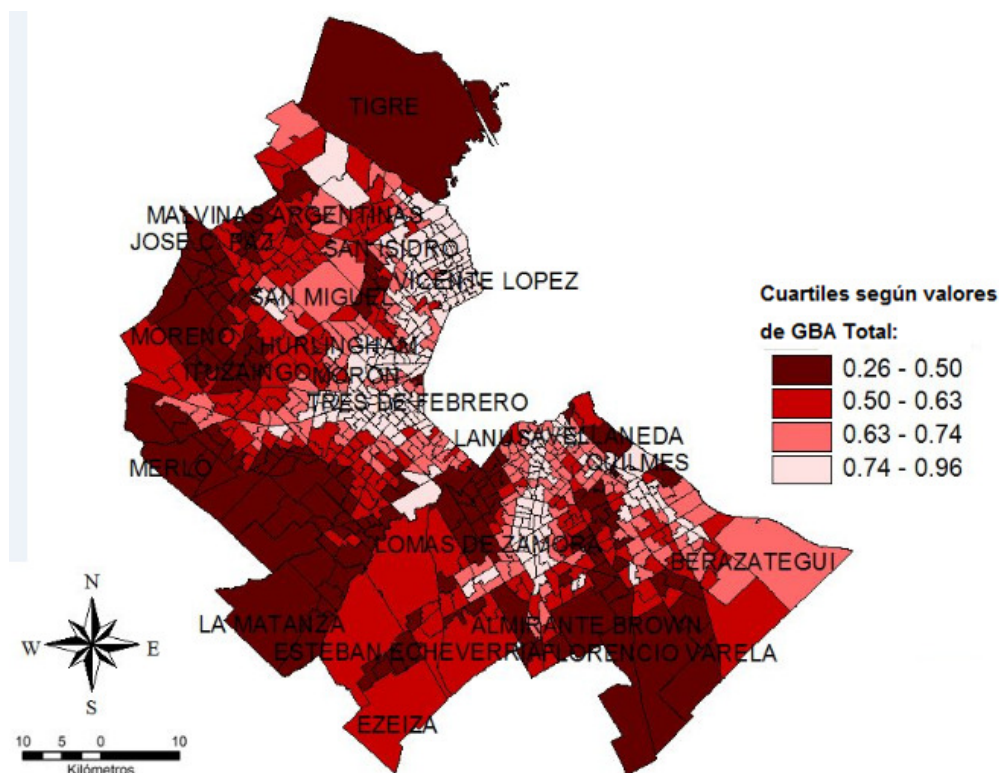 TIGRE
MALVINAS ARGENTINAS
JOSE C. PAZ
SAN ISIDRO
VICENTE LOPEZ
SAN MIGUEL
MORENO
HURLINGHAM
ITUZAINGO
MORON
TRES DE FEBRERO
MERLO
LANUS
AVELLANEDA
QUILMES
LOMAS DE ZAMORA
BERAZATEGUI
LA MATANZA
ALMIRANTE BROWN
ESTEBAN ECHEVERRIA
FLORENCIO VARELA
EZEIZA
Cuartiles según valores
de GBA Total:
0.26 - 0.50
0.50 - 0.63
0.63 - 0.74
0.74 - 0.96
N
W E
S
10 5 0 10
Kilómetros